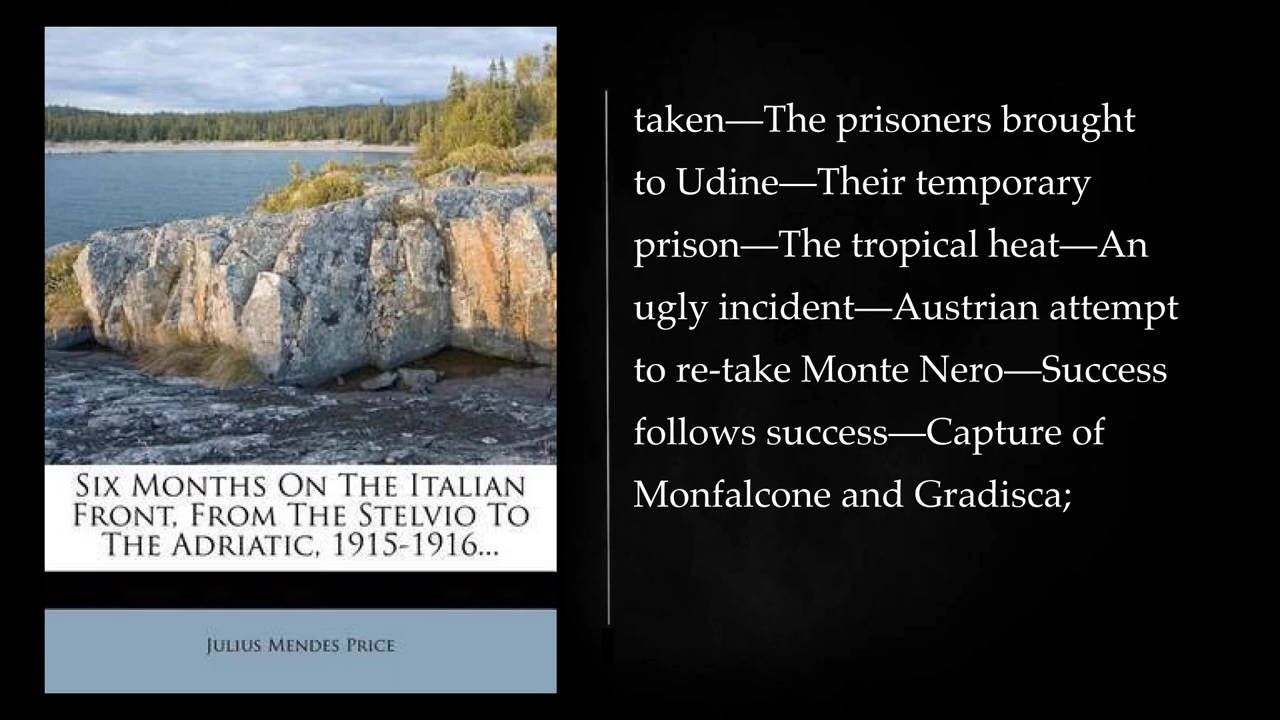 taken—The prisoners brought
to Udine—Their temporary
prison—The tropical heat—An
ugly incident—Austrian attempt
to re-take Monte Nero—Success
follows success—Capture of
Monfalcone and Gradisca;
Six Months On The Italian
Front, From The Stelvio To
The Adriatic, 1915-1916...
Julius Mendes Price